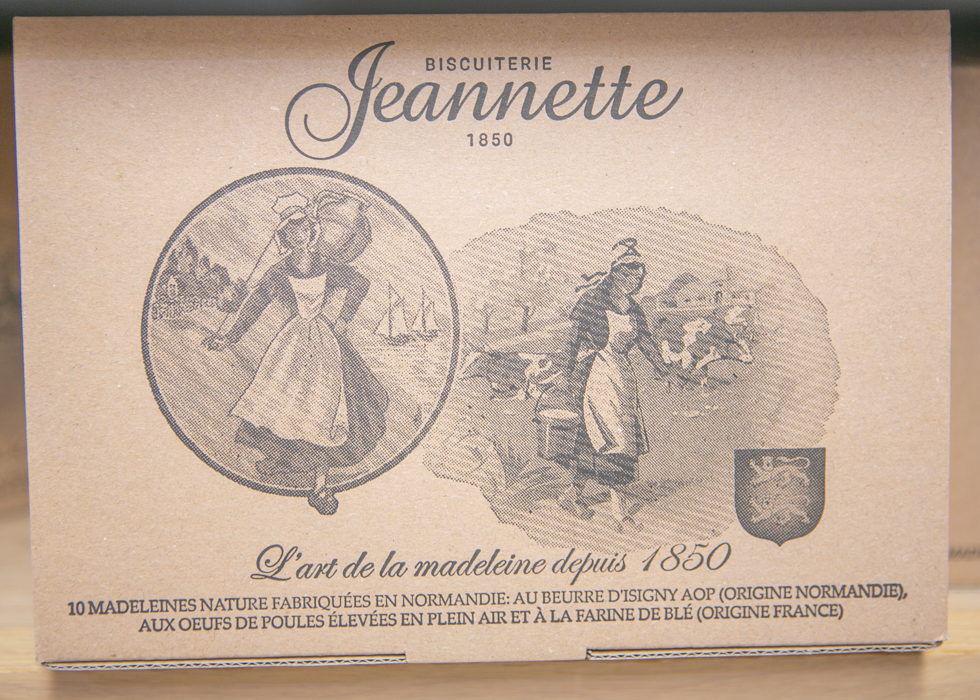 BISCUITERIE
Jeannette
1850
L'art de la madeleine depuis 1850
10 MADELEINES NATURE FABRIQUÉES EN NORMANDIE: AU BEURRE D'ISIGNY AOP (ORIGINE NORMANDIE),
AUX OEUFS DE POULES ÉLEVÉES EN PLEIN AIR ET À LA FARINE DE BLÉ (ORIGINE FRANCE)